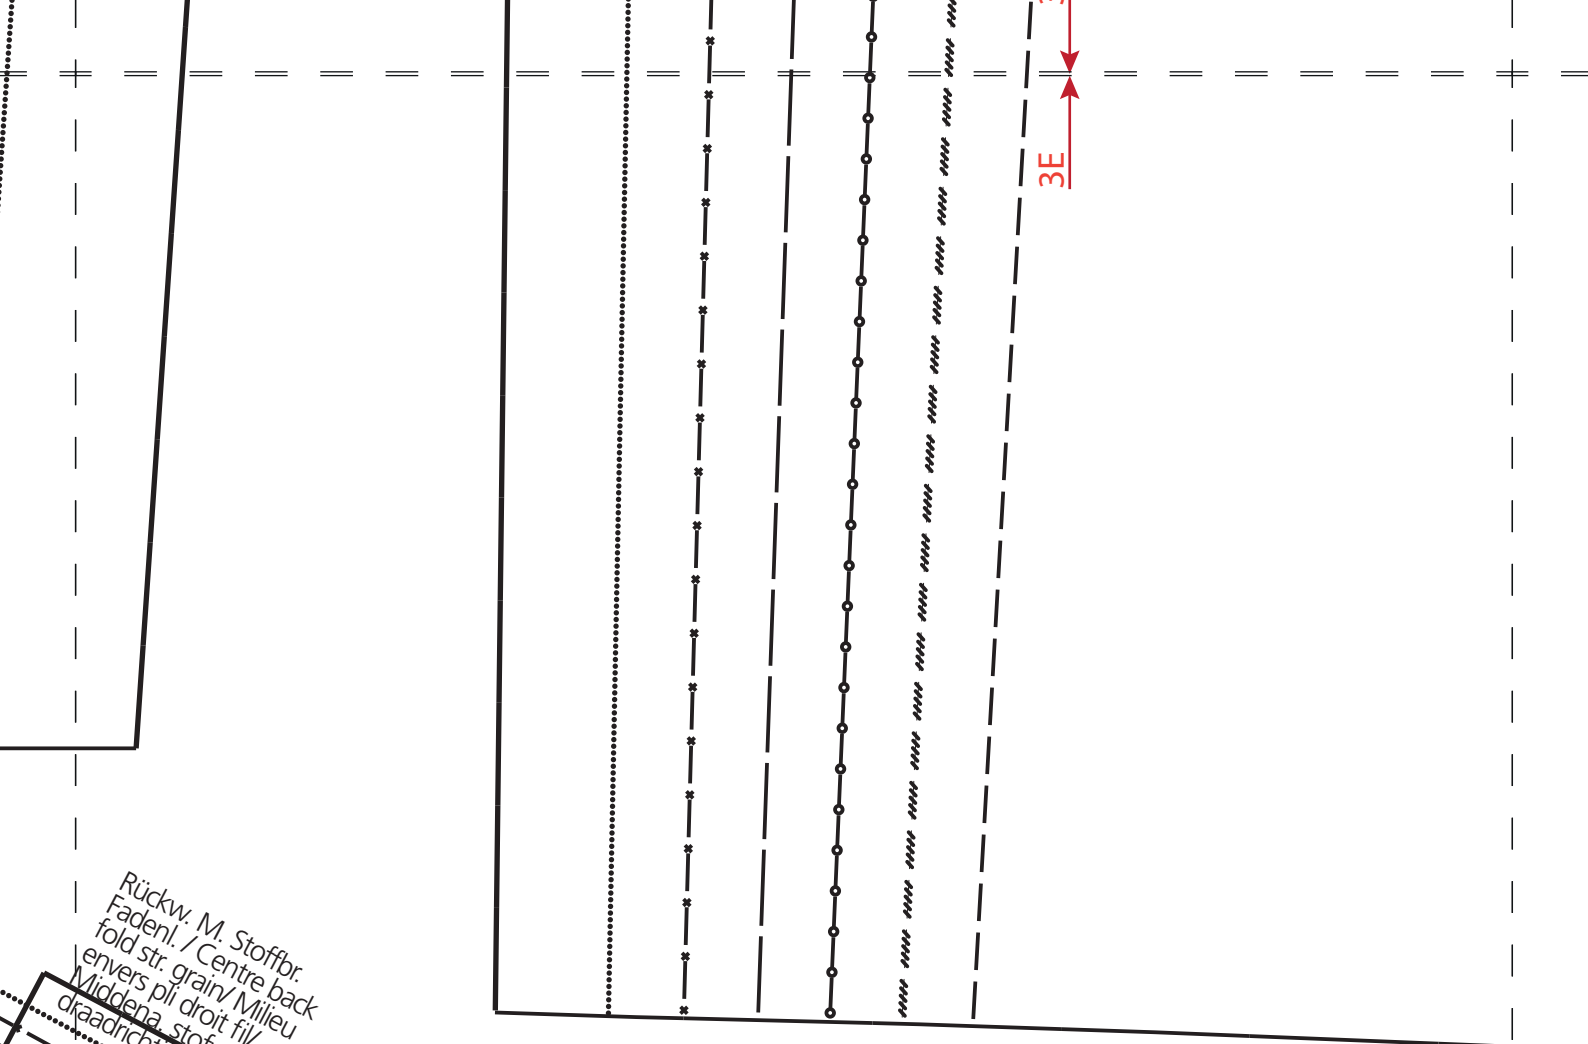 3E
Rückw. M. Stoffbr.
Fadenl. / Centre back
fold str. grain/ Milieu
envers pli droit fil/
Middena. stof